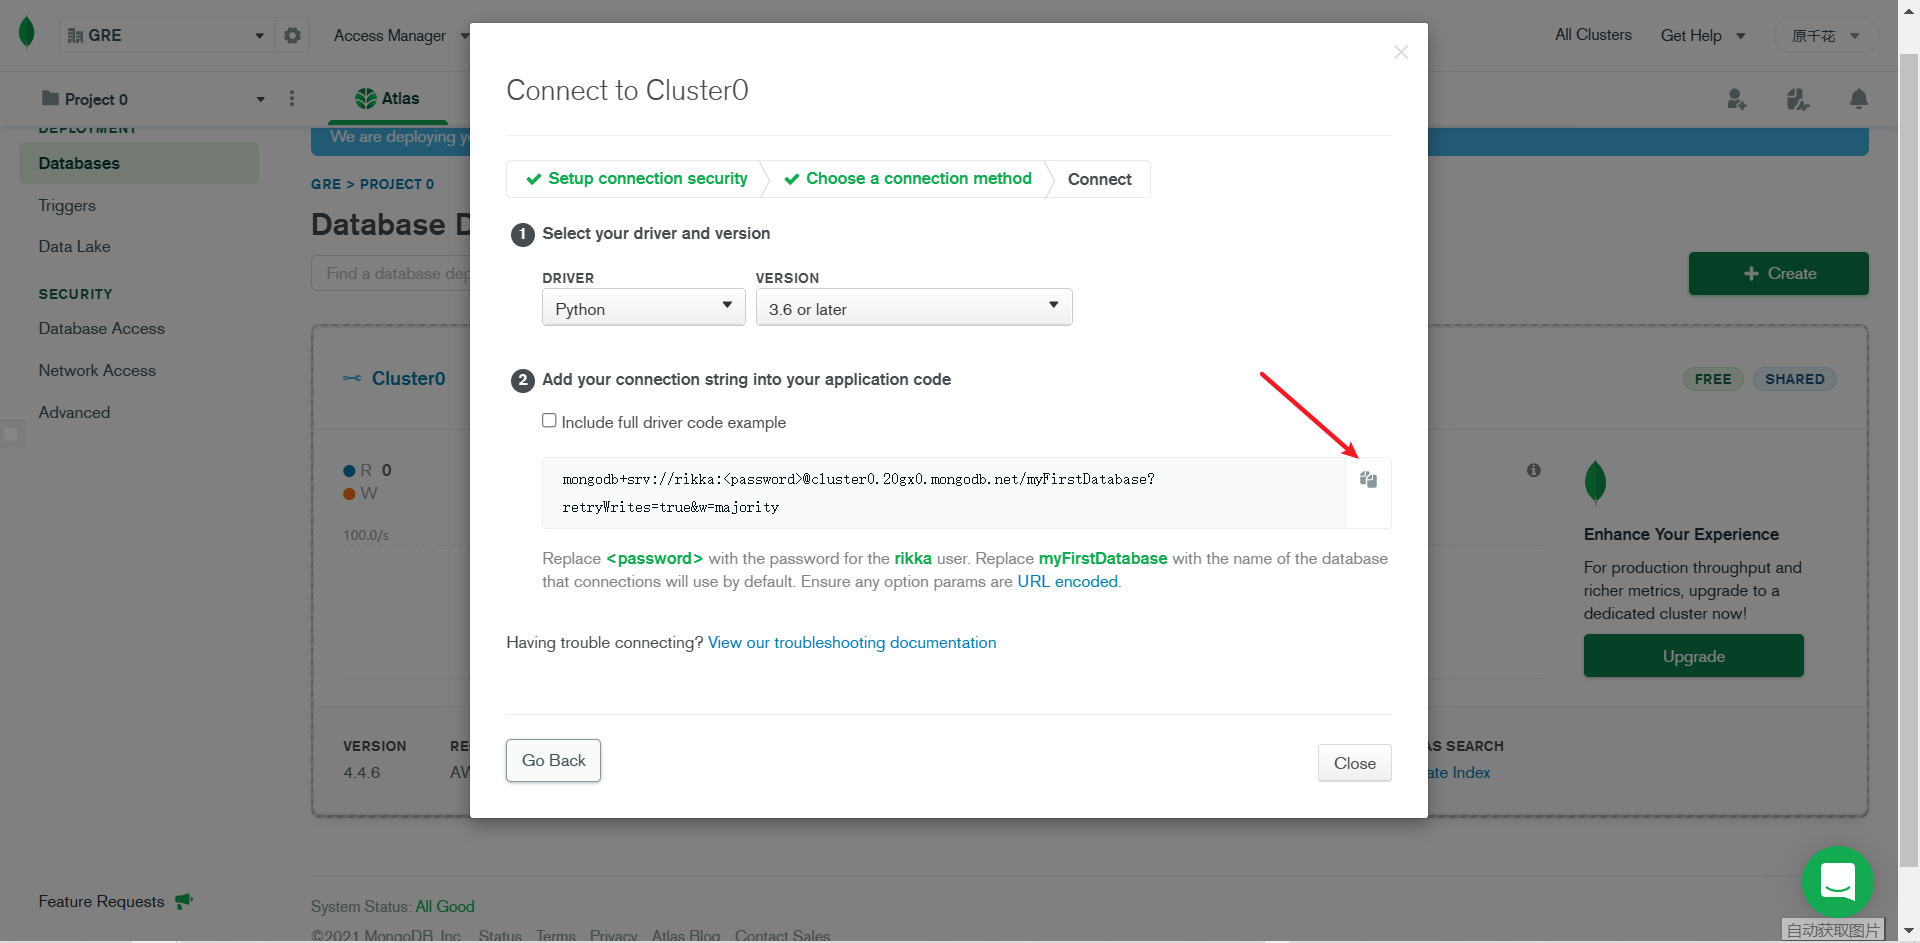 GRE
Access Manager
All Clusters
Get Help
原千花
Project 0
Atlas
DEPLOYMENT
Databases
Triggers
Data Lake
SECURITY
Database Access
Network Access
Advanced
Feature Requests
We are deploying
GRE > PROJECT 0
Database D
Find a database dep
+ Create
Cluster0
FREE
SHARED
R 0
W
100.0/s
Enhance Your Experience
For production throughput and
richer metrics, upgrade to a
dedicated cluster now!
Upgrade
VERSION
4.4.6
RE
AS SEARCH
ate Index
Connect to Cluster0
Setup connection security
Choose a connection method
Connect
1 Select your driver and version
DRIVER
VERSION
Python
3.6 or later
2 Add your connection string into your application code
Include full driver code example
mongodb+srv://rikka:<password>@cluster0.20gx0.mongodb.net/myFirstDatabase?
retryWrites=true&w=majority
Replace <password> with the password for the rikka user. Replace myFirstDatabase with the name of the database
that connections will use by default. Ensure any option params are URL encoded.
Having trouble connecting? View our troubleshooting documentation
Go Back
Close
System Status: All Good
©2021 MongoDB, Inc.
Status
Terms
Privacy
Atlas Blog
Contact Sales
自动获取图片